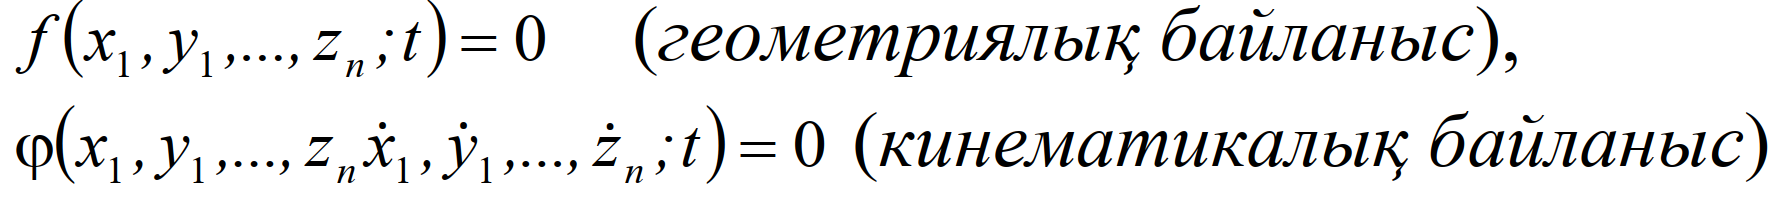 f(x₁, y₁,..., zₙ; t) = 0 (геометриялық байланыс),
φ(x₁, y₁,..., zₙẋ₁, ẏ₁,..., żₙ; t) = 0 (кинематикалық байланыс)